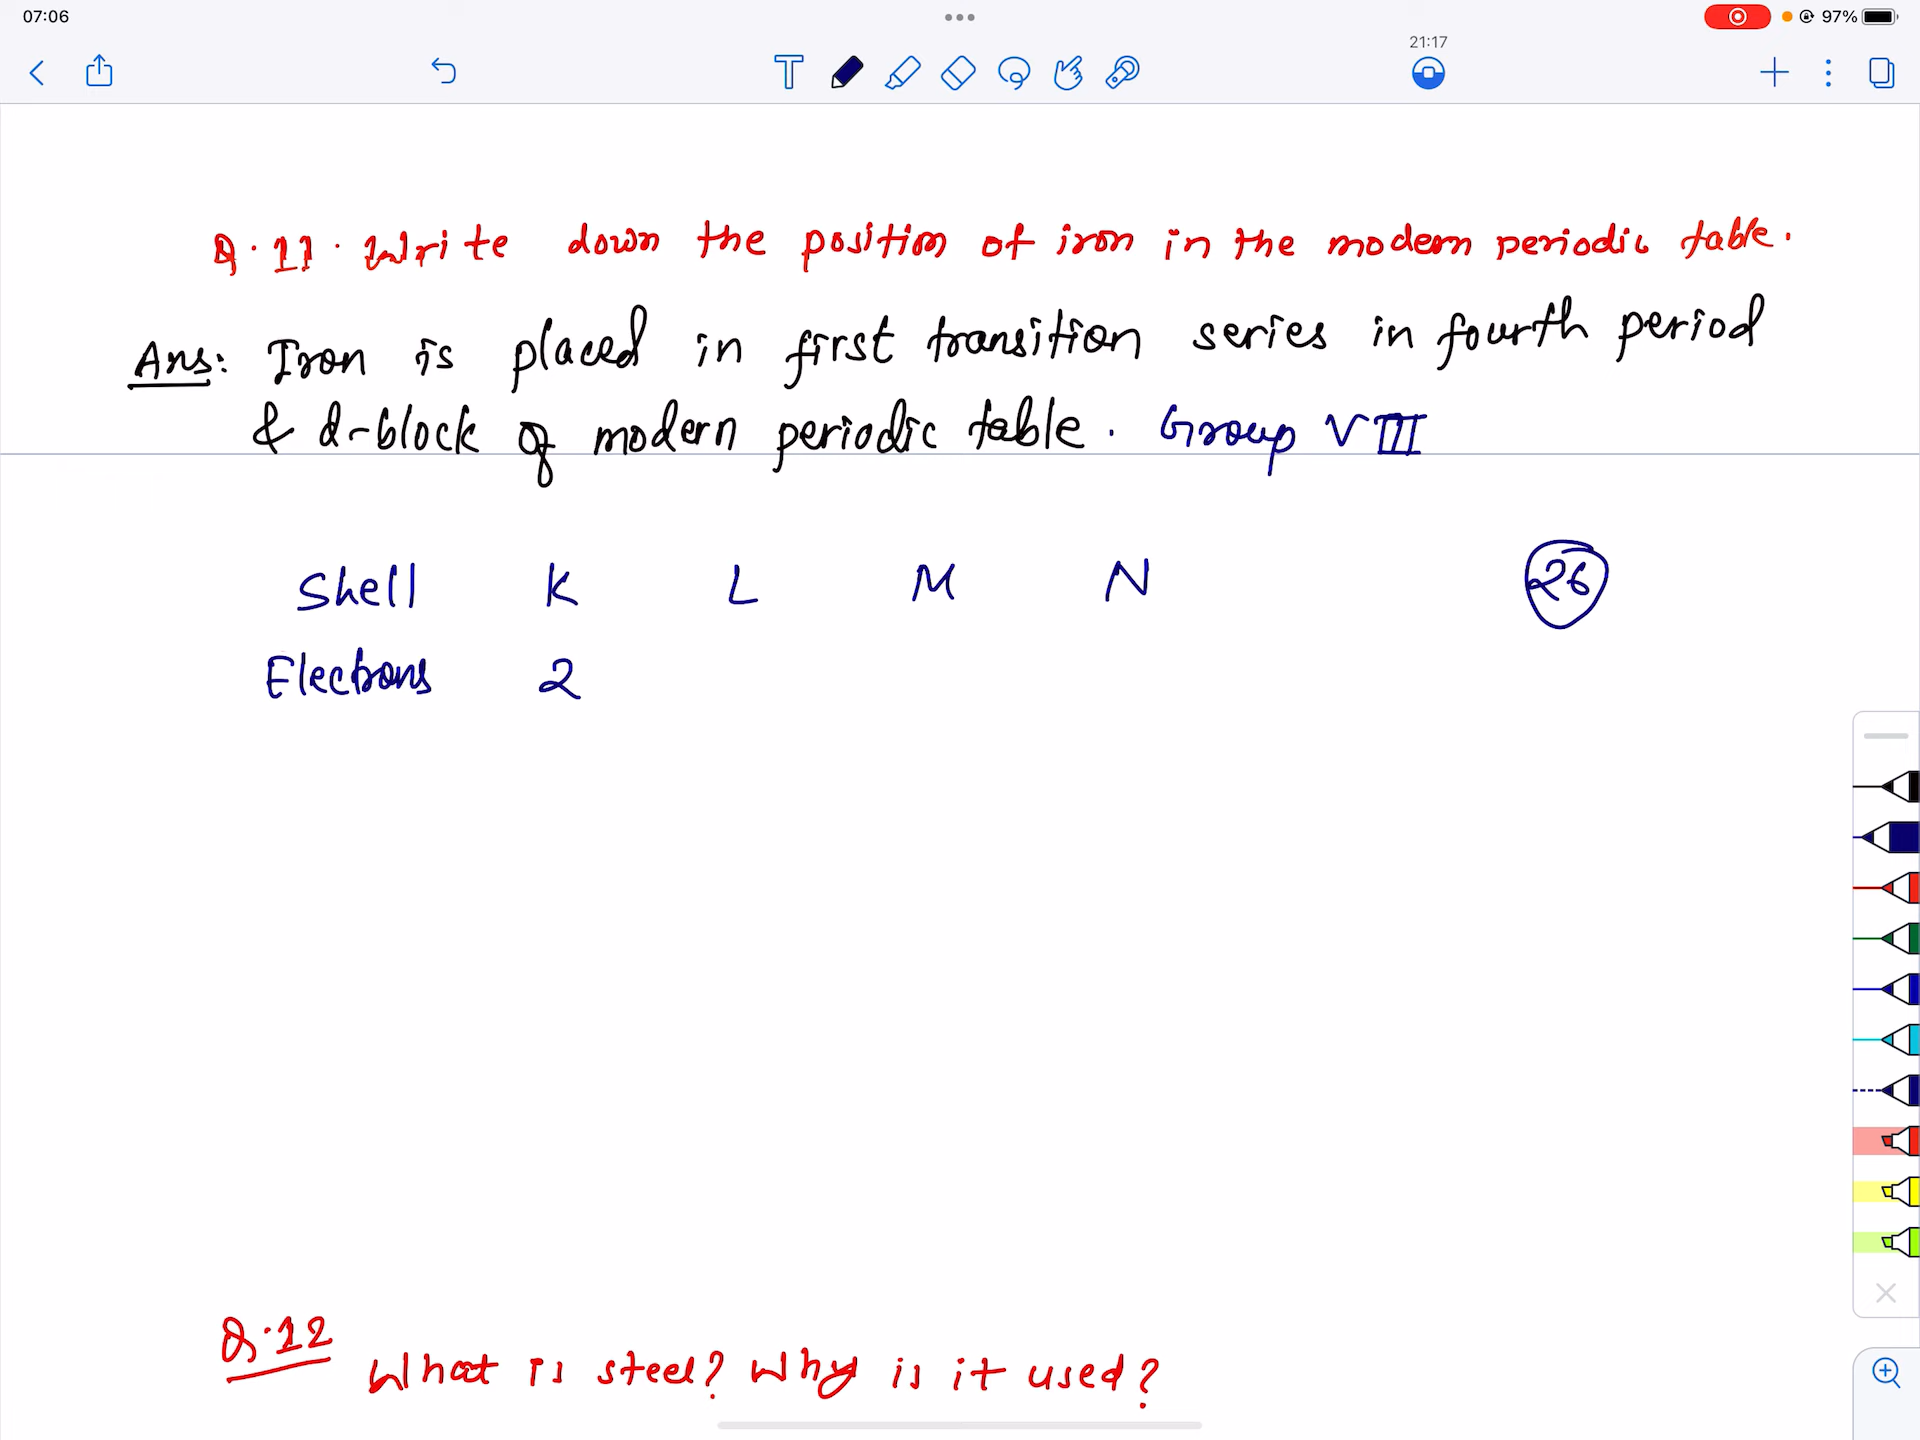 07:06
97%
21:17
T
Q.11. Write down the position of iron in the modern periodic table.
Ans: Iron is placed in first transition series in fourth period
& d-block of modern periodic table. Group VIII
Shell K L M N 26
Electrons 2
Q.12
What is steel? Why is it used?